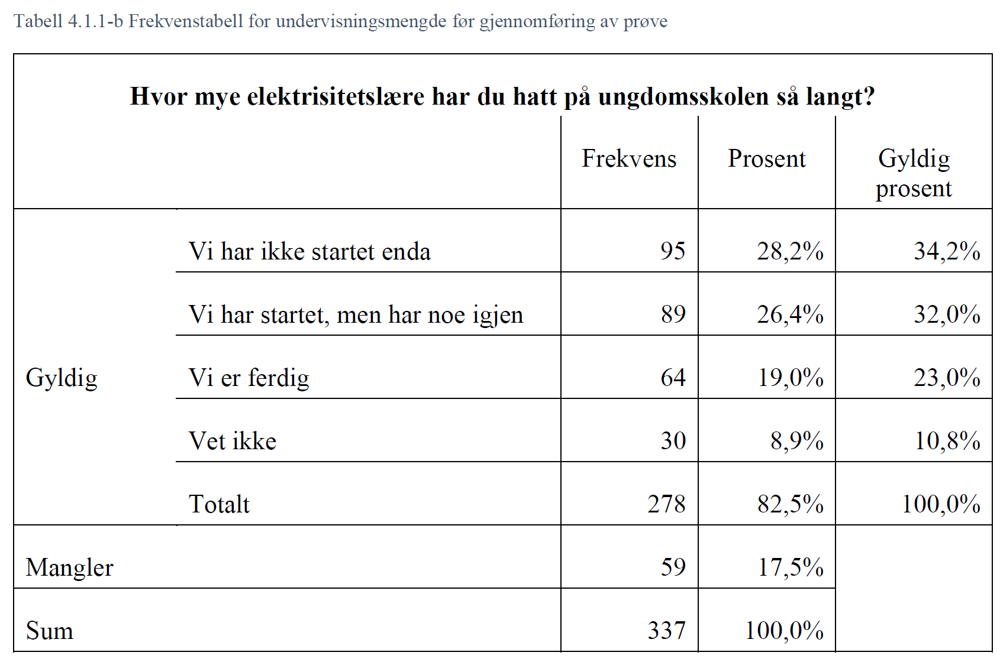 Tabell 4.1.1-b Frekvenstabell for undervisningsmengde før gjennomføring av prøve
Hvor mye elektrisitetslære har du hatt på ungdomsskolen så langt?
Frekvens Prosent Gyldig prosent
Gyldig
Vi har ikke startet enda 95 28,2% 34,2%
Vi har startet, men har noe igjen 89 26,4% 32,0%
Vi er ferdig 64 19,0% 23,0%
Vet ikke 30 8,9% 10,8%
Totalt 278 82,5% 100,0%
Mangler 59 17,5%
Sum 337 100,0%